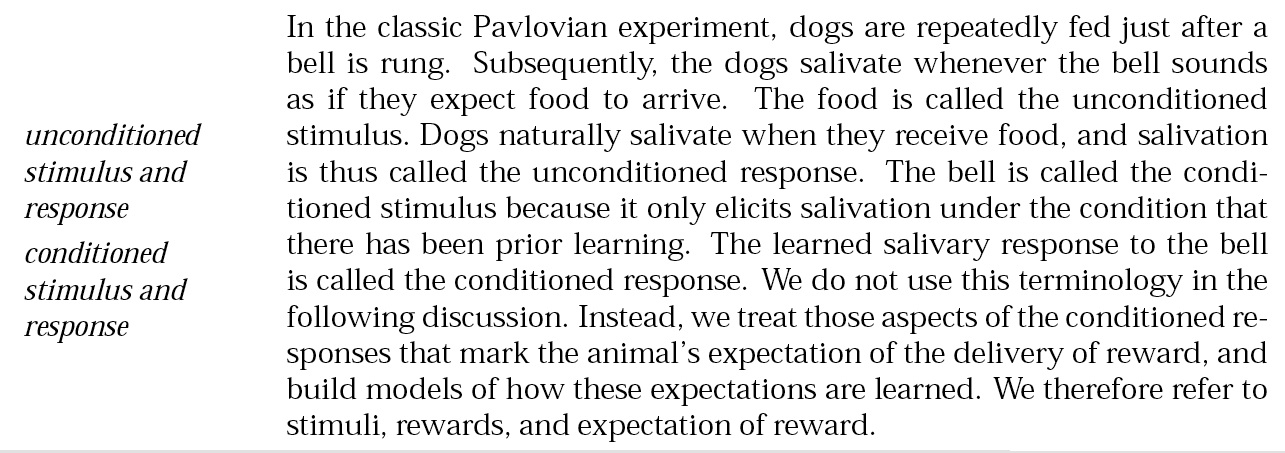 In the classic Pavlovian experiment, dogs are repeatedly fed just after a
bell is rung. Subsequently, the dogs salivate whenever the bell sounds
as if they expect food to arrive. The food is called the unconditioned
stimulus. Dogs naturally salivate when they receive food, and salivation
is thus called the unconditioned response. The bell is called the condi-
tioned stimulus because it only elicits salivation under the condition that
there has been prior learning. The learned salivary response to the bell
is called the conditioned response. We do not use this terminology in the
following discussion. Instead, we treat those aspects of the conditioned re-
sponses that mark the animal's expectation of the delivery of reward, and
build models of how these expectations are learned. We therefore refer to
stimuli, rewards, and expectation of reward.
unconditioned
stimulus and
response
conditioned
stimulus and
response